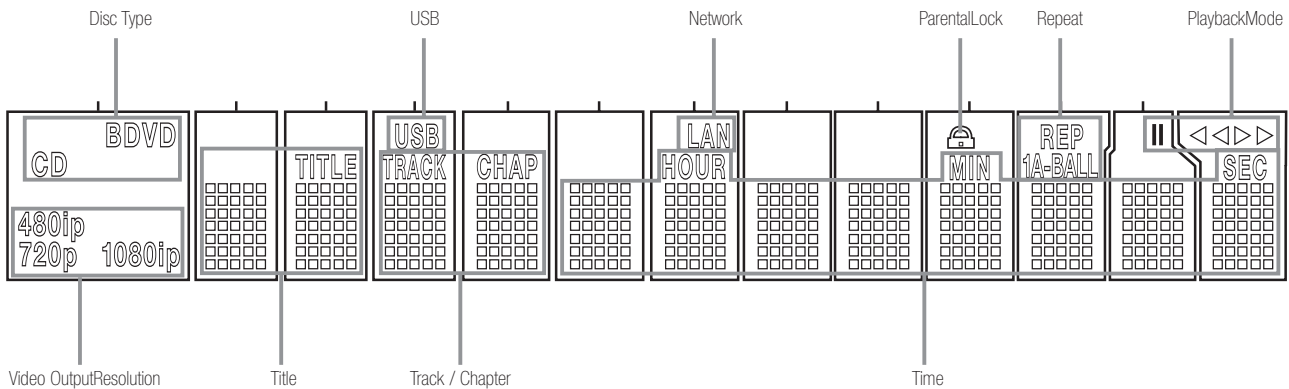 Disc Type USB Network ParentalLock Repeat PlaybackMode
BDVD USB LAN REP
CD TITLE TRACK CHAP HOUR MIN 1A-BALL SEC
480ip
720p 1080ip
Video OutputResolution Title Track / Chapter Time